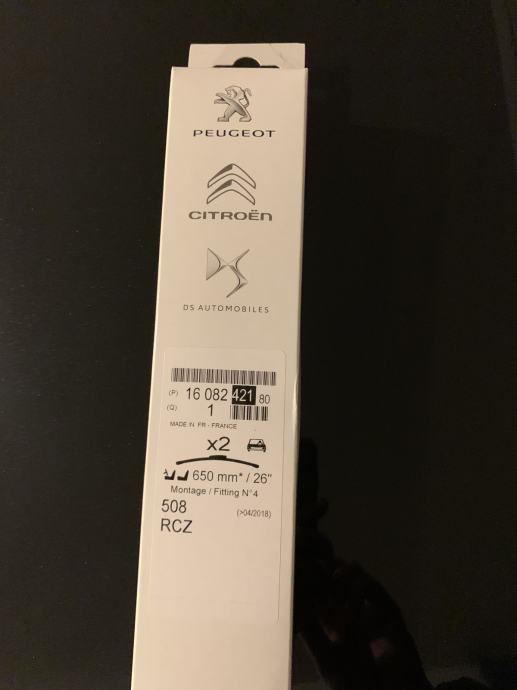 PEUGEOT
CITROËN
DS AUTOMOBILES
(P) 16 082 421 80
(Q) 1
MADE IN FR - FRANCE
x2
650 mm* / 26"
Montage / Fitting N°4
508 (>04/2018)
RCZ